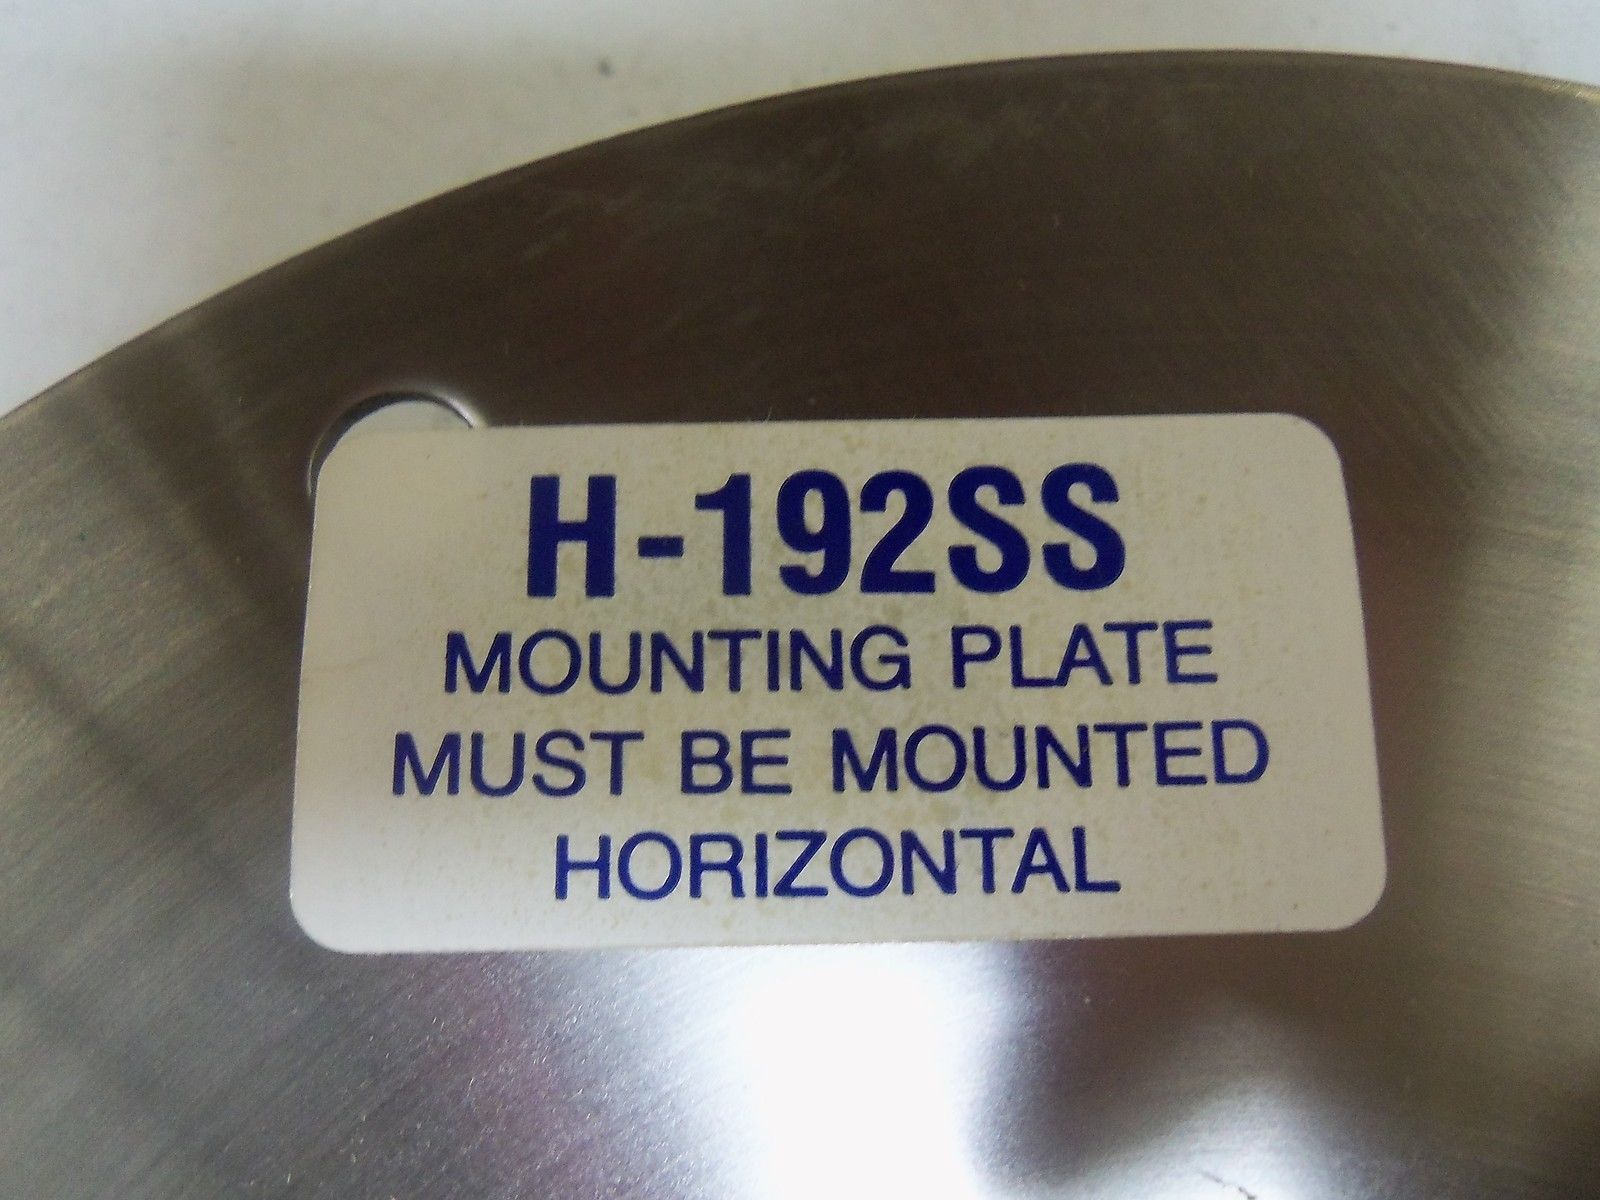 H-192SS
MOUNTING PLATE
MUST BE MOUNTED
HORIZONTAL